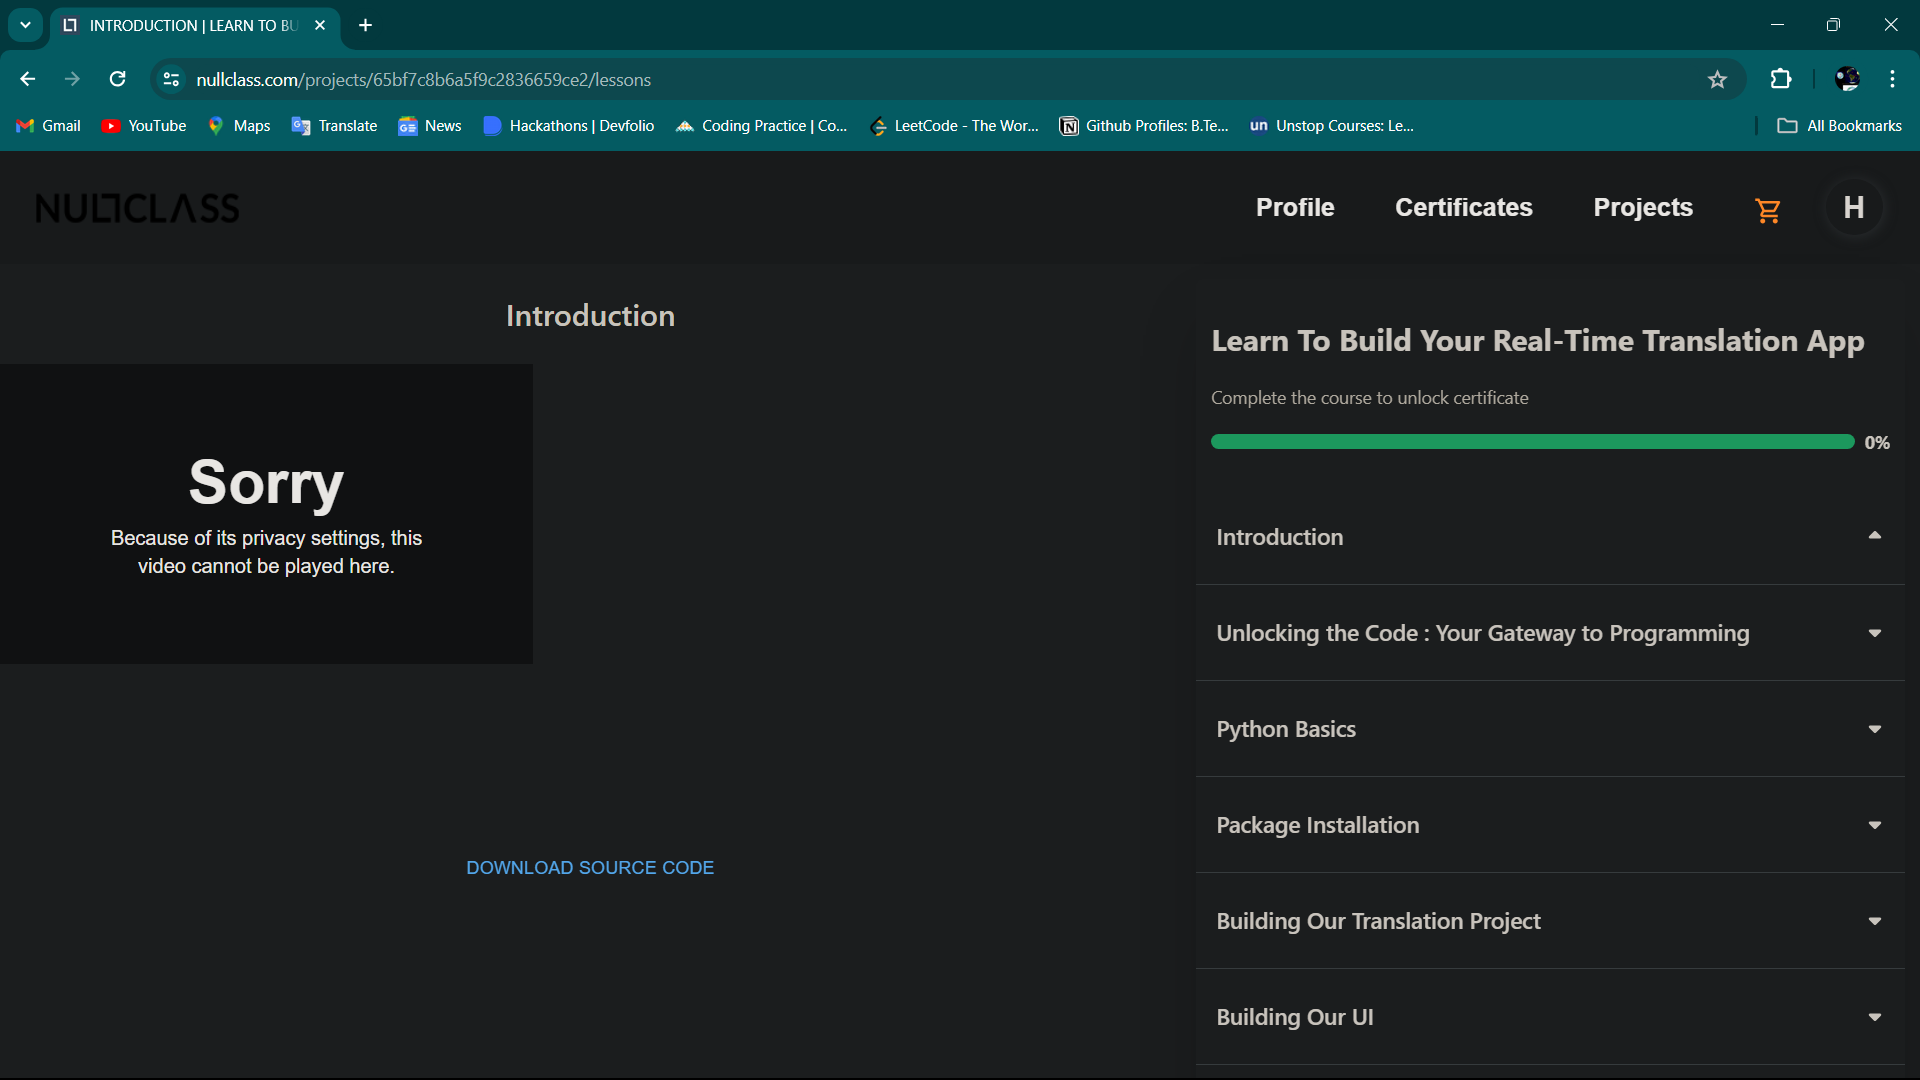 INTRODUCTION | LEARN TO BU
nullclass.com/projects/65bf7c8b6a5f9c2836659ce2/lessons
Gmail YouTube Maps Translate News Hackathons | Devfolio Coding Practice | Co... LeetCode - The Wor... Github Profiles: B.Te... Unstop Courses: Le... All Bookmarks
NULLCLASS
Profile Certificates Projects H
Introduction
Sorry
Because of its privacy settings, this
video cannot be played here.
DOWNLOAD SOURCE CODE
Learn To Build Your Real-Time Translation App
Complete the course to unlock certificate
0%
Introduction
Unlocking the Code : Your Gateway to Programming
Python Basics
Package Installation
Building Our Translation Project
Building Our UI